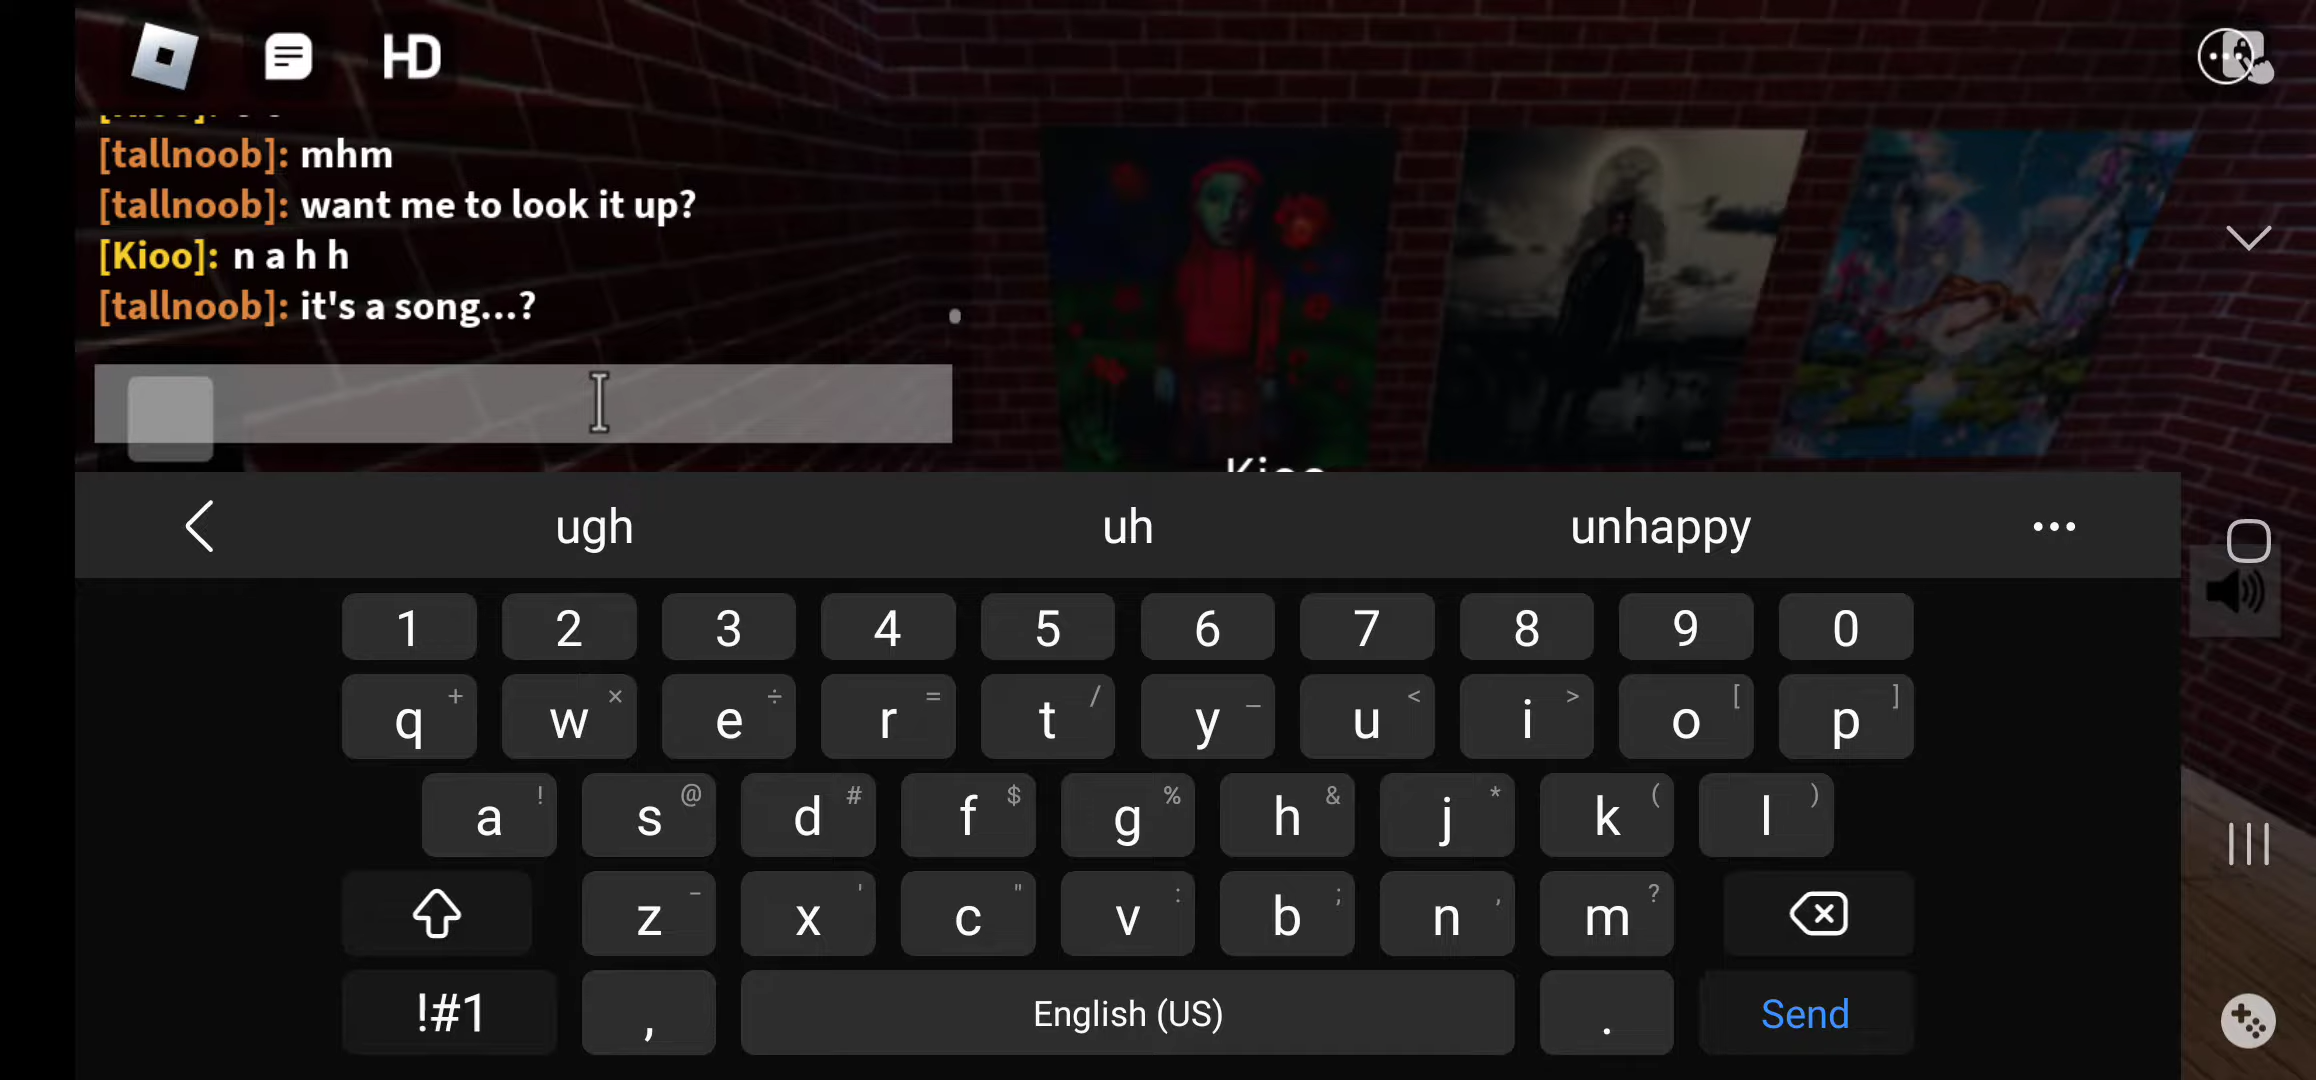 HD
[tallnoob]: mhm
[tallnoob]: want me to look it up?
[Kioo]: n a h h
[tallnoob]: it's a song...?
ugh uh unhappy
1 2 3 4 5 6 7 8 9 0
q + w × e ÷ r = t / y _ u < i > o [ p ]
a ! s @ d # f $ g % h & j * k ( l )
z - x ' c " v : b ; n , m ?
!#1 , English (US) . Send